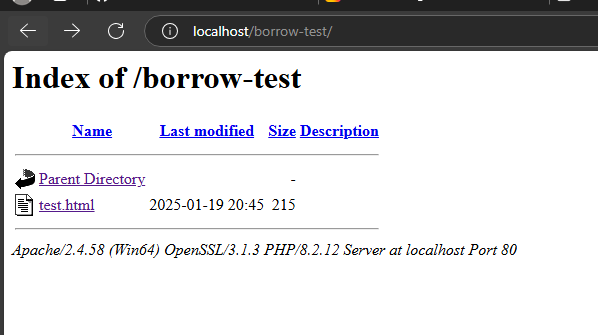 localhost/borrow-test/
Index of /borrow-test
Name Last modified Size Description
Parent Directory -
test.html 2025-01-19 20:45 215
Apache/2.4.58 (Win64) OpenSSL/3.1.3 PHP/8.2.12 Server at localhost Port 80